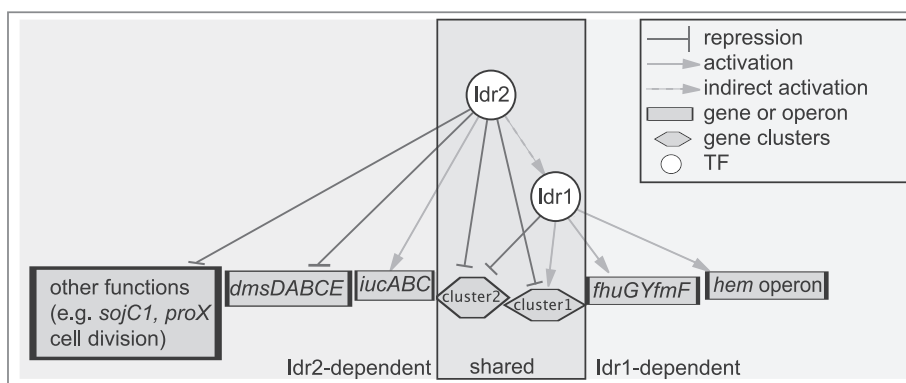 repression
activation
indirect activation
gene or operon
gene clusters
TF
Idr2
Idr1
other functions
(e.g. sojC1, proX
cell division)
dmsDABCE
iucABC
cluster2
cluster1
fhuGYfmF
hem operon
Idr2-dependent
shared
Idr1-dependent